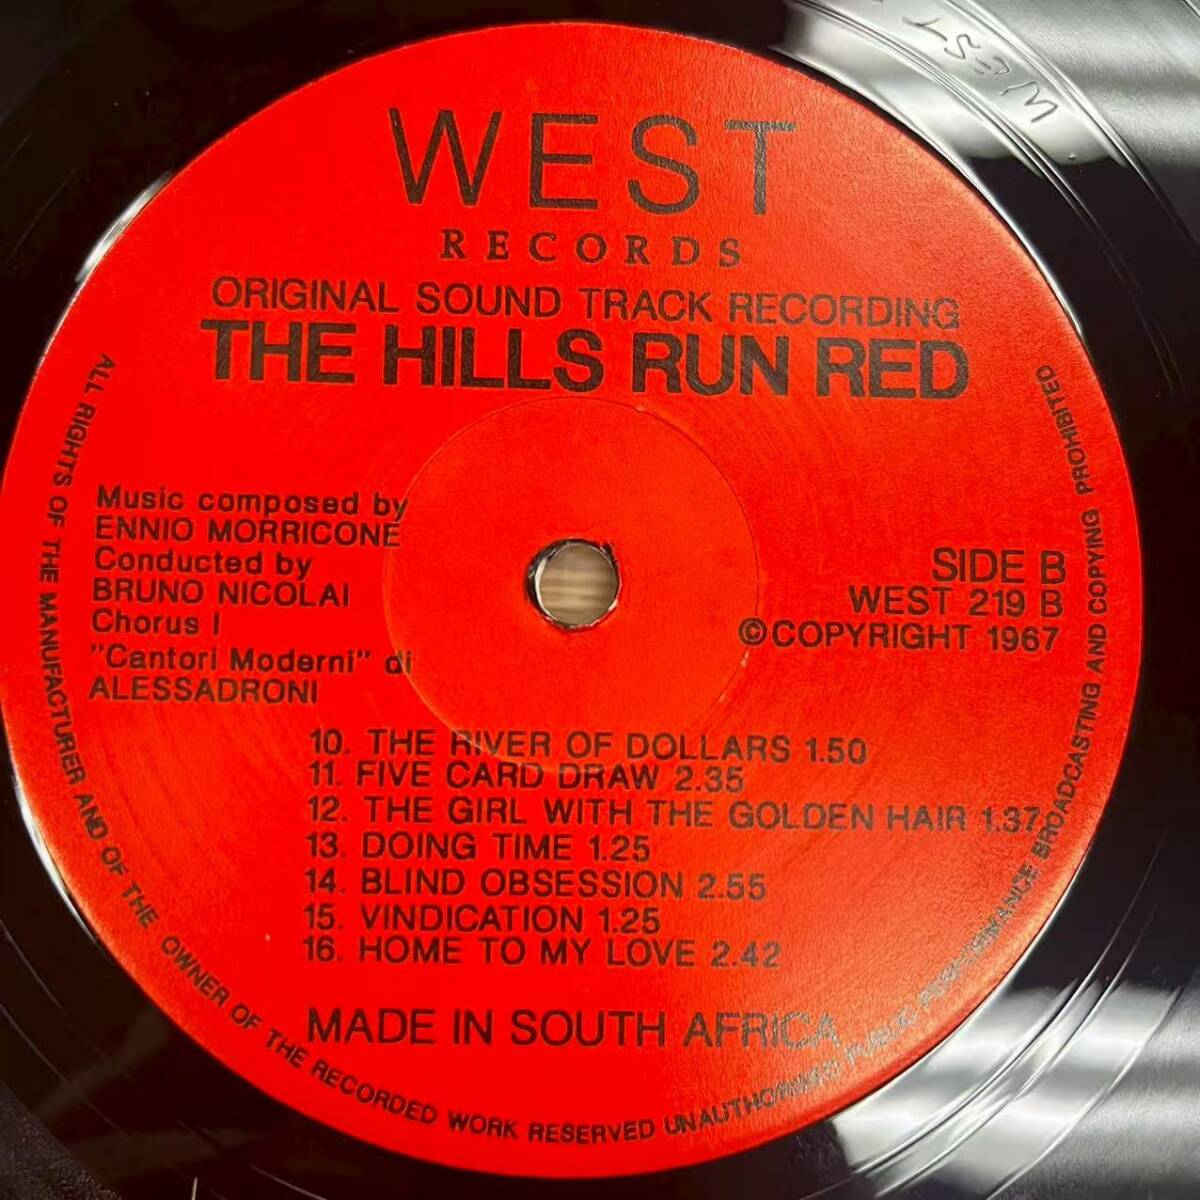 WEST
WEST
RECORDS
ORIGINAL SOUND TRACK RECORDING
THE HILLS RUN RED
Music composed by
ENNIO MORRICONE
Conducted by
BRUNO NICOLAI
Chorus I
"Cantori Moderni" di
ALESSADRONI
SIDE B
WEST 219 B
©COPYRIGHT 1967
10. THE RIVER OF DOLLARS 1.50
11. FIVE CARD DRAW 2.35
12. THE GIRL WITH THE GOLDEN HAIR 1.37
13. DOING TIME 1.25
14. BLIND OBSESSION 2.55
15. VINDICATION 1.25
16. HOME TO MY LOVE 2.42
MADE IN SOUTH AFRICA
ALL RIGHTS OF THE MANUFACTURER AND OF THE OWNER OF THE RECORDED WORK RESERVED UNAUTHORISED PUBLIC PERFORMANCE BROADCASTING AND COPYING PROHIBITED